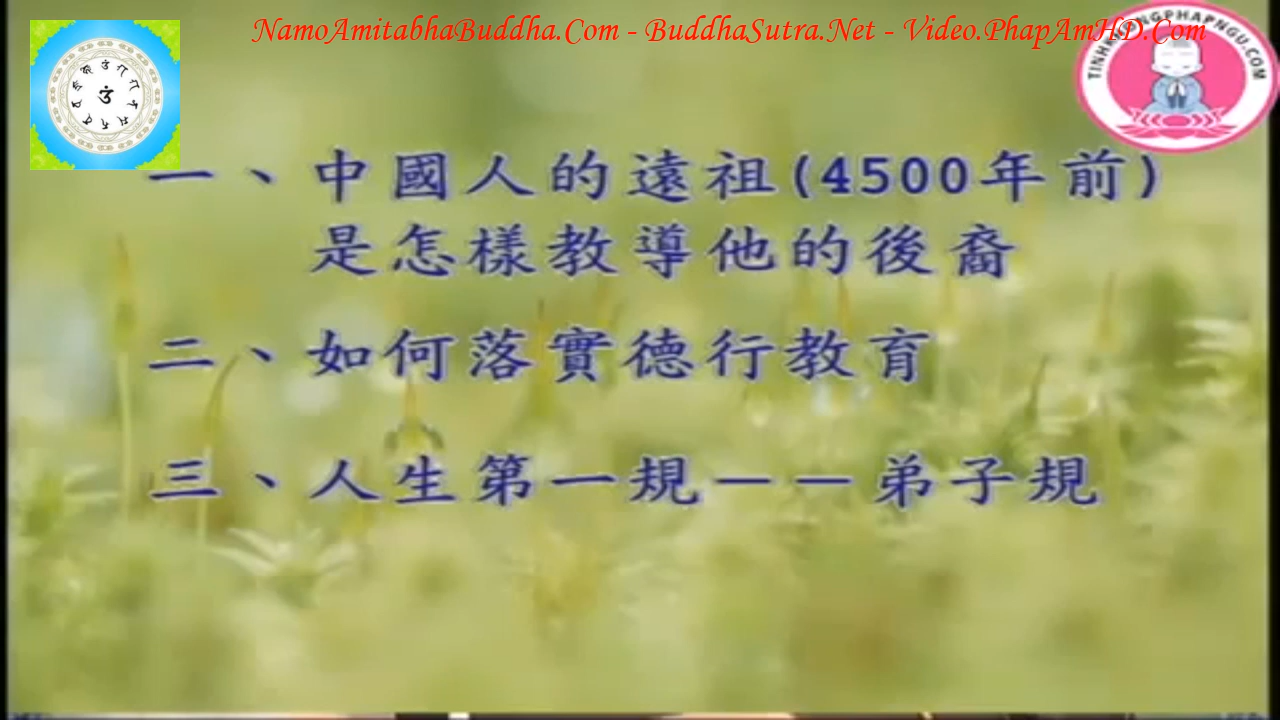 NamoAmitabhaBuddha.Com - BuddhaSutra.Net - Video.PhapAmHD.Com
TINHKHONGPHAPNGU.COM
一、中國人的遠祖(4500年前)
是怎樣教導他的後裔
二、如何落實德行教育
三、人生第一規——弟子規